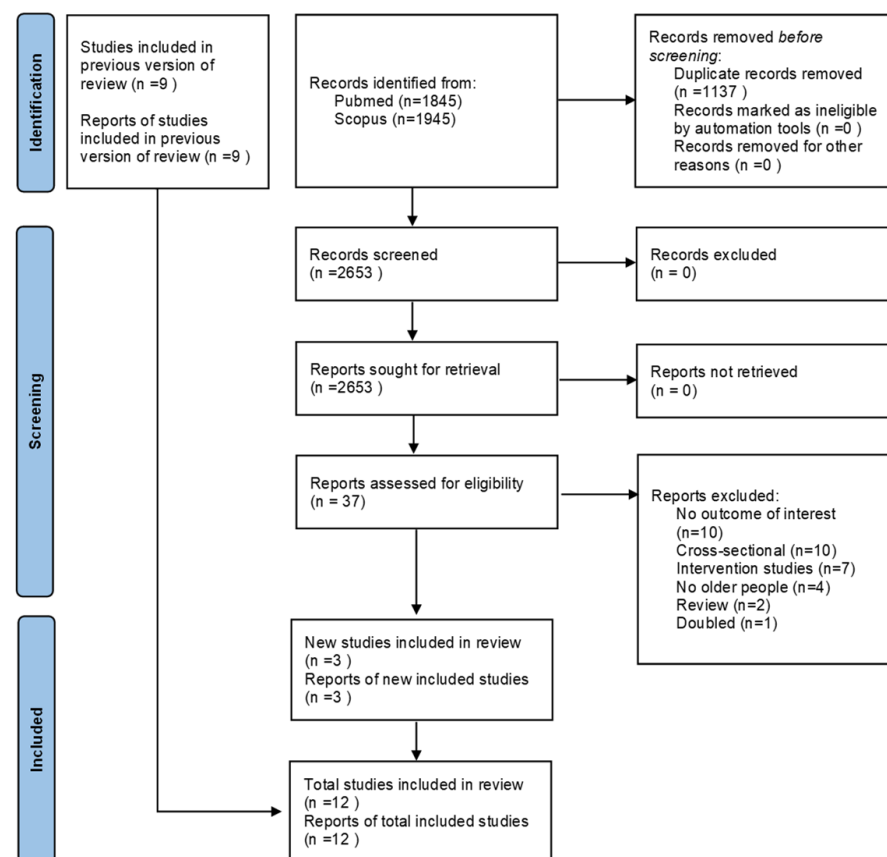 Identification
Studies included in
previous version of
review (n =9 )
Reports of studies
included in previous
version of review (n =9 )
Records identified from:
Pubmed (n=1845)
Scopus (n=1945)
Records removed before
screening:
Duplicate records removed
(n =1137 )
Records marked as ineligible
by automation tools (n =0 )
Records removed for other
reasons (n =0 )
Screening
Records screened
(n =2653 )
Records excluded
(n = 0)
Reports sought for retrieval
(n =2653 )
Reports not retrieved
(n = 0)
Reports assessed for eligibility
(n = 37)
Reports excluded:
No outcome of interest
(n=10)
Cross-sectional (n=10)
Intervention studies (n=7)
No older people (n=4)
Review (n=2)
Doubled (n=1)
Included
New studies included in review
(n =3 )
Reports of new included studies
(n =3 )
Total studies included in review
(n =12 )
Reports of total included studies
(n =12 )